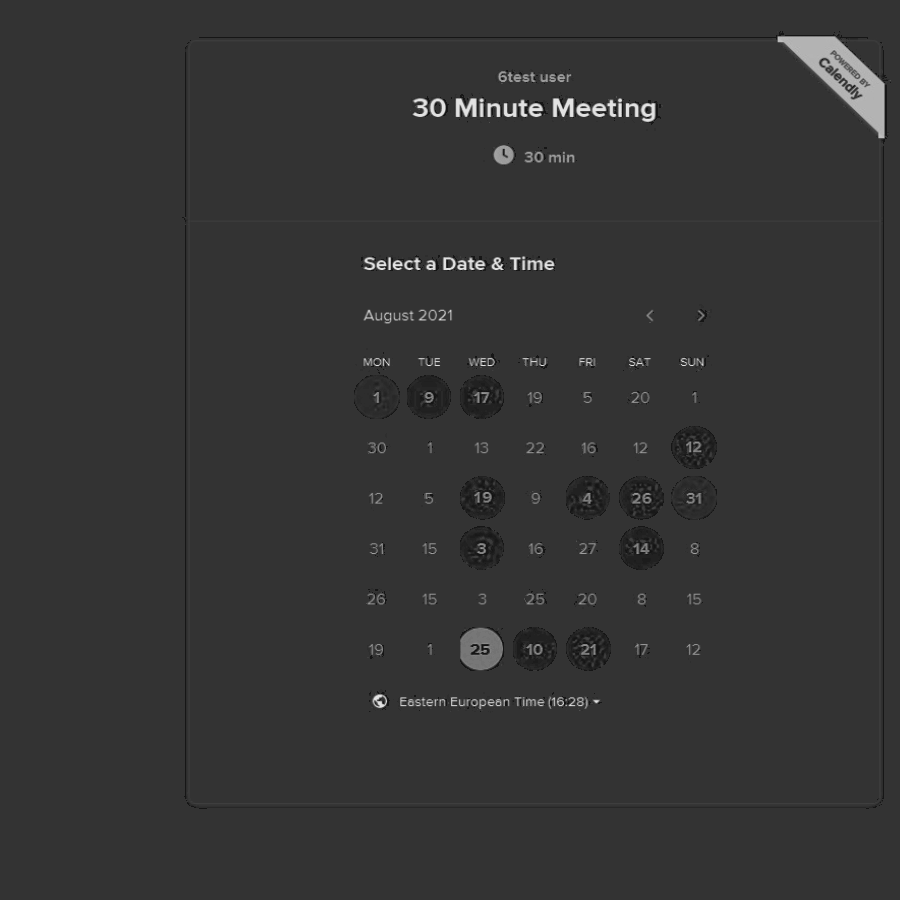 POWERED BY
Calendly
6test user
30 Minute Meeting
30 min
Select a Date & Time
August 2021
MON TUE WED THU FRI SAT SUN
1 9 17 19 5 20 1
30 1 13 22 16 12 12
12 5 19 9 4 26 31
31 15 3 16 27 14 8
26 15 3 25 20 8 15
19 1 25 10 21 17 12
Eastern European Time (16:28)